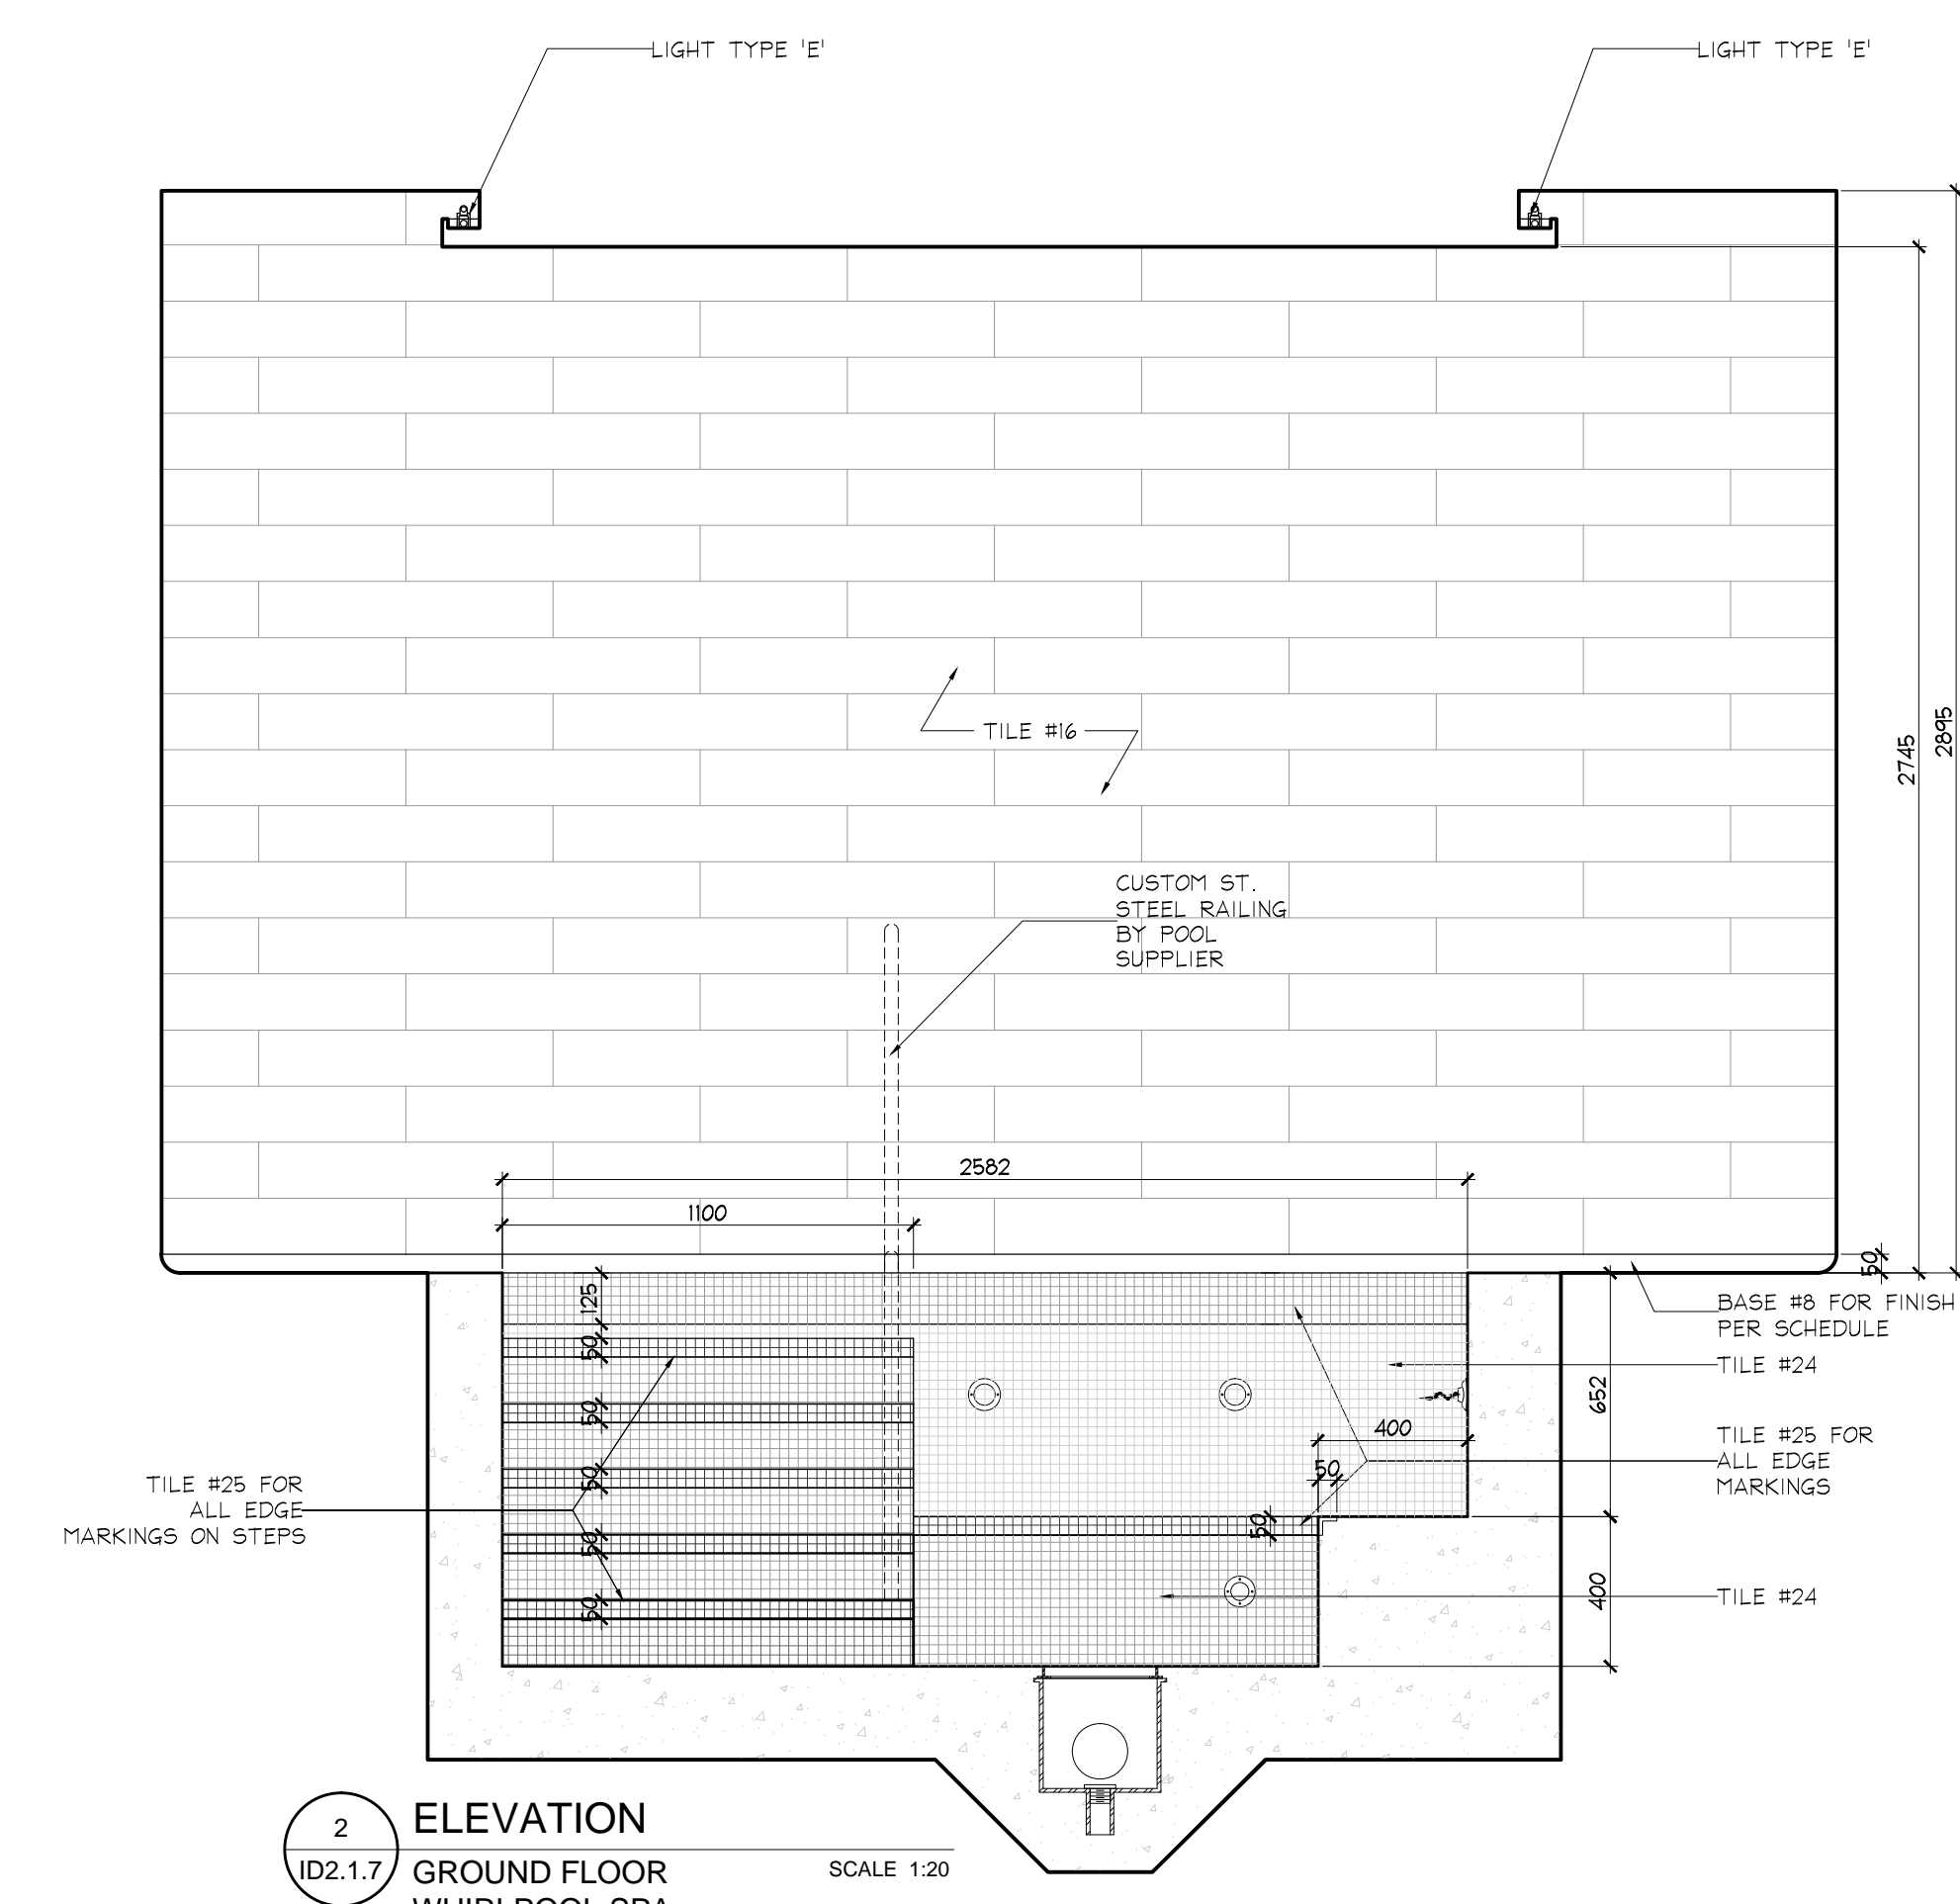 LIGHT TYPE 'E'
LIGHT TYPE 'E'
TILE #16
2745
2895
CUSTOM ST.
STEEL RAILING
BY POOL
SUPPLIER
2582
1100
50
125
50
50
50
50
50
BASE #8 FOR FINISH
PER SCHEDULE
TILE #24
652
400
50
50
TILE #25 FOR
ALL EDGE
MARKINGS
TILE #25 FOR
ALL EDGE
MARKINGS ON STEPS
400
TILE #24
2
ID2.1.7
ELEVATION
GROUND FLOOR
WHIRLPOOL SPA
SCALE 1:20